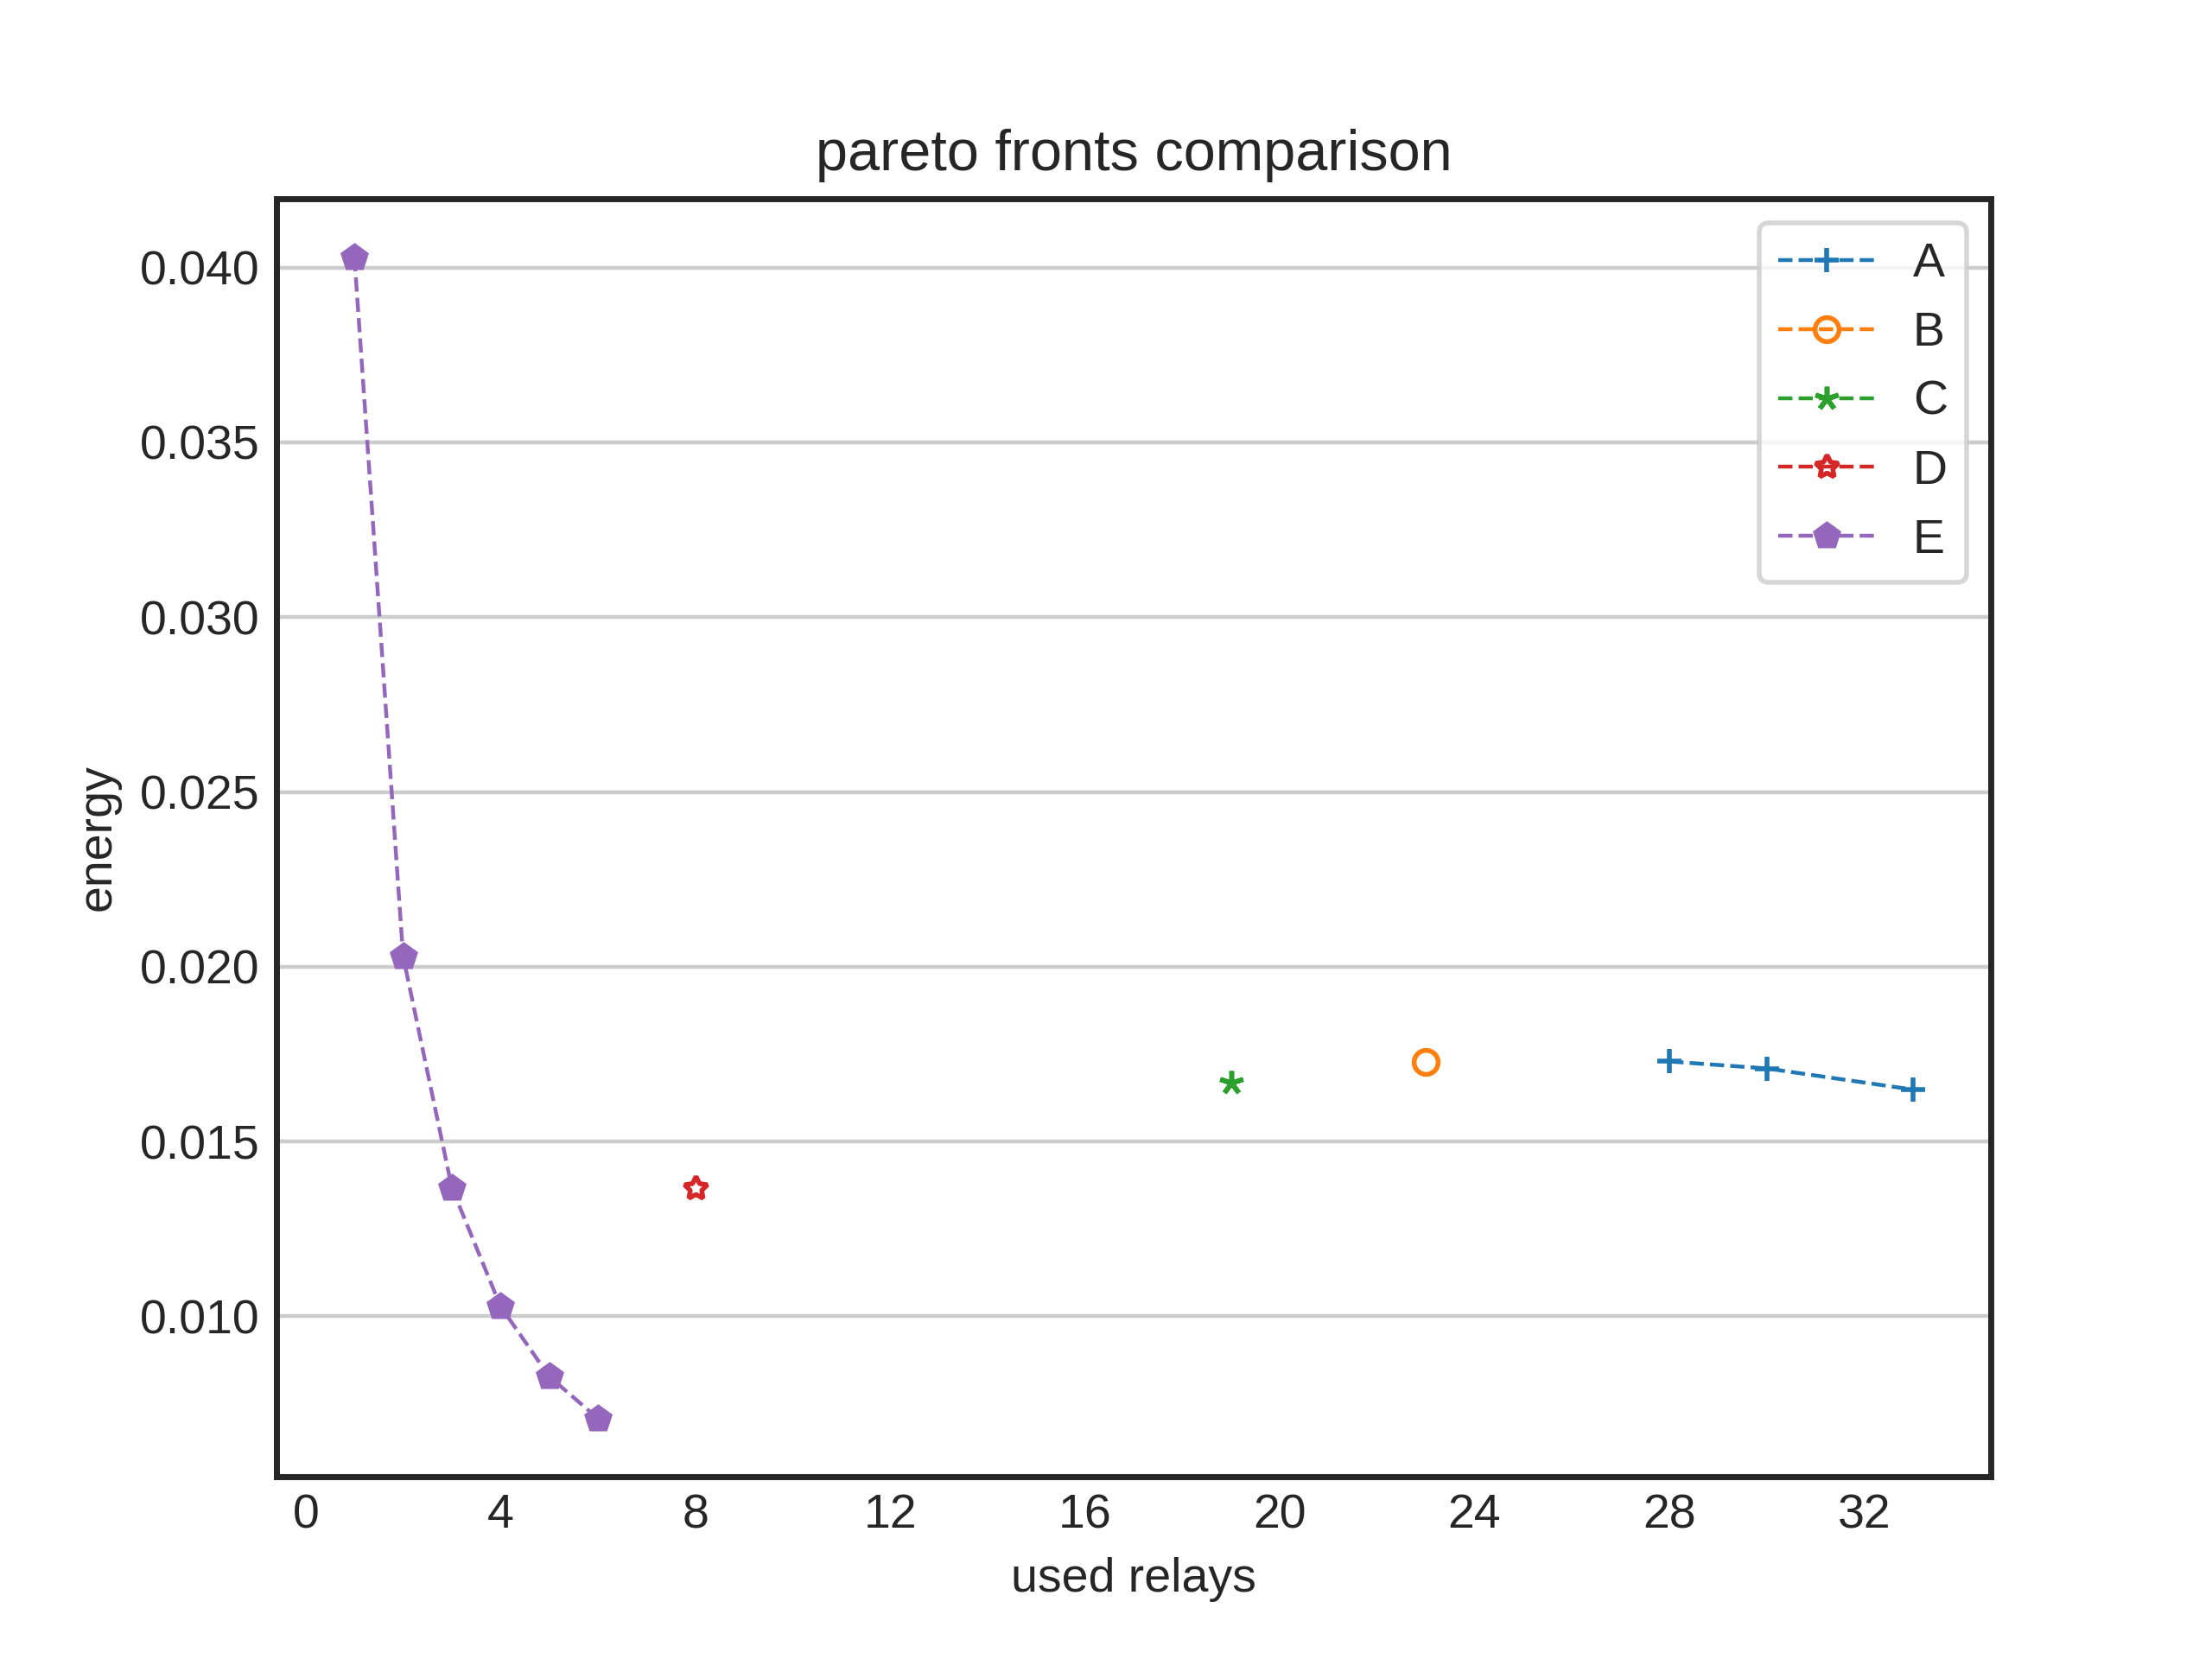 pareto fronts comparison
0.040
0.035
0.030
0.025
0.020
0.015
0.010
energy
A
B
C
D
E
0 4 8 12 16 20 24 28 32
used relays